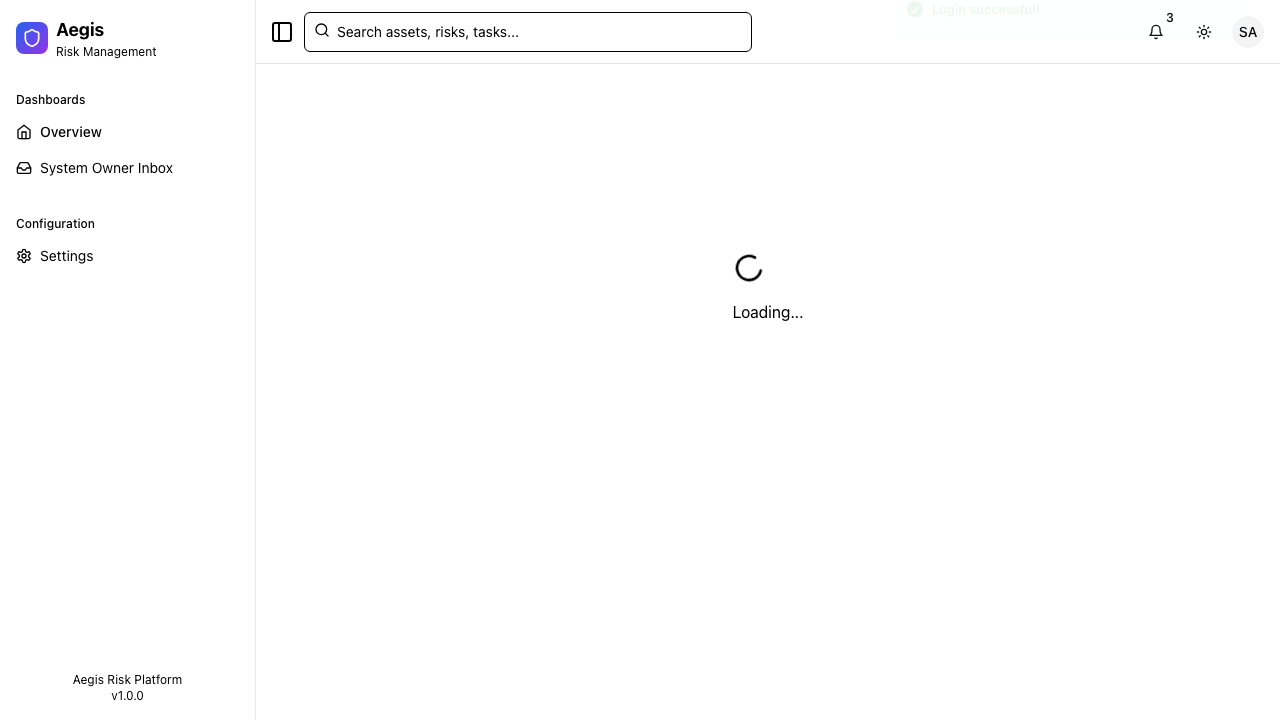 Aegis
Risk Management
Dashboards
Overview
System Owner Inbox
Configuration
Settings
Aegis Risk Platform
v1.0.0
Search assets, risks, tasks...
Login successful!
3
SA
Loading...